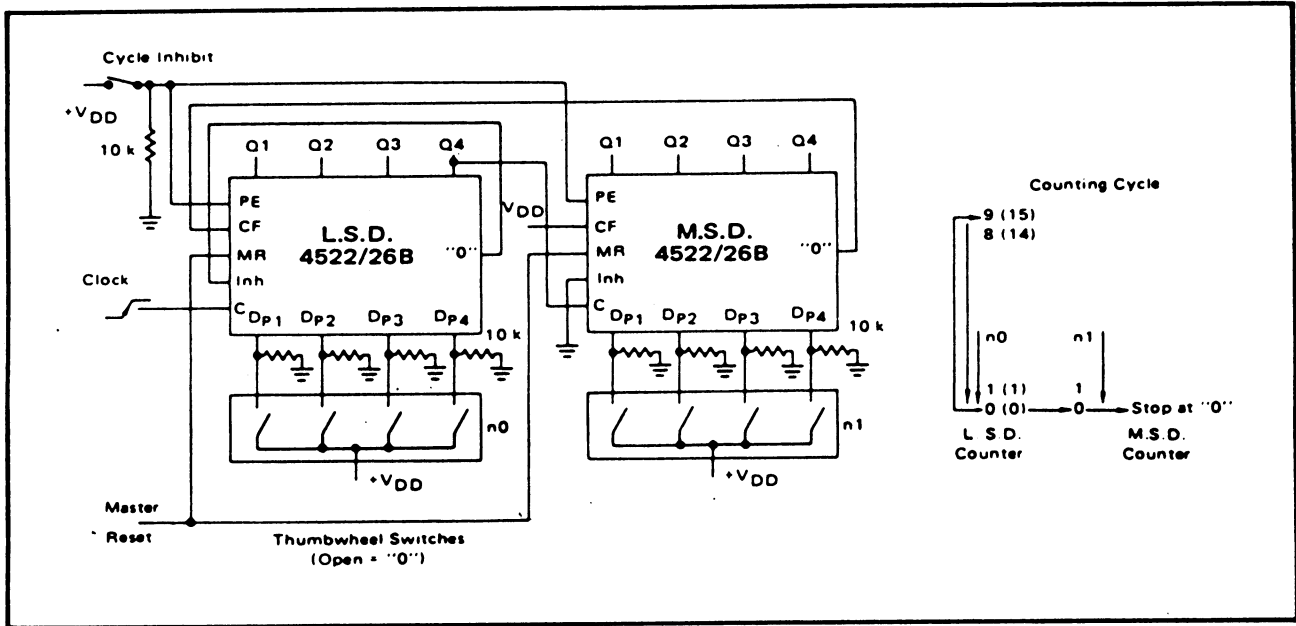 Cycle Inhibit
+VDD
10 k
Q1 Q2 Q3 Q4
PE
CF
MR
Inh
C
L.S.D.
4522/26B
"0"
DP1 DP2 DP3 DP4
10 k
Clock
n0
+VDD
VDD
Q1 Q2 Q3 Q4
PE
CF
MR
Inh
C
M.S.D.
4522/26B
"0"
DP1 DP2 DP3 DP4
10 k
n1
+VDD
Master
Reset
Thumbwheel Switches
(Open = "0")
Counting Cycle
9 (15)
8 (14)
n0 n1
1 (1) 1
0 (0) 0 Stop at "0"
L S.D. M.S.D.
Counter Counter